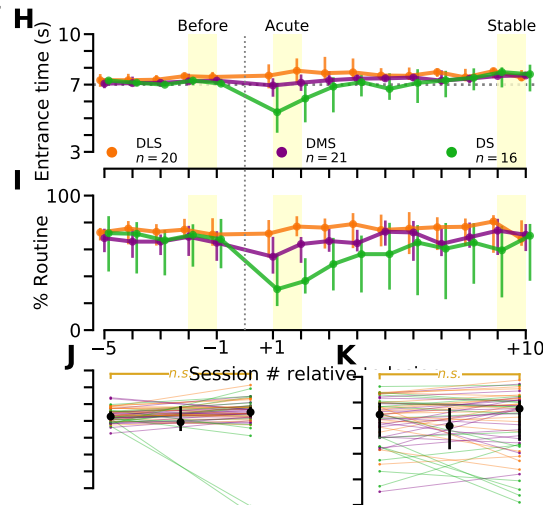 H
Before Acute Stable
Entrance time (s)
10
7
3
DLS
n = 20
DMS
n = 21
DS
n = 16
I
% Routine
100
0
−5 −1 +1 +10
Session # relative
J
n.s.
K
n.s.